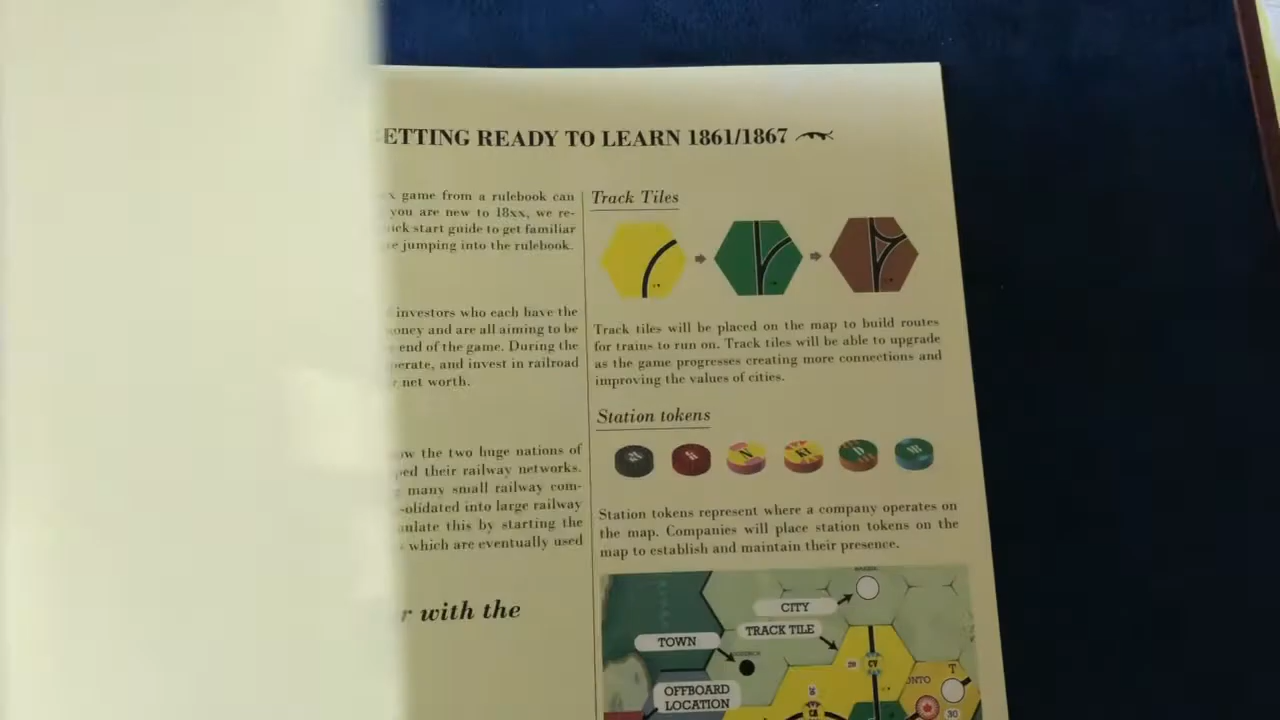 ETTING READY TO LEARN 1861/1867
x game from a rulebook can
you are new to 18xx, we re-
ick start guide to get familiar
e jumping into the rulebook.
investors who each have the
oney and are all aiming to be
end of the game. During the
perate, and invest in railroad
net worth.
ow the two huge nations of
ped their railway networks.
many small railway com-
solidated into large railway
mulate this by starting the
which are eventually used
r with the
Track Tiles
Track tiles will be placed on the map to build routes
for trains to run on. Track tiles will be able to upgrade
as the game progresses creating more connections and
improving the values of cities.
Station tokens
N
D
Station tokens represent where a company operates on
the map. Companies will place station tokens on the
map to establish and maintain their presence.
CITY
TRACK TILE
TOWN
OFFBOARD
LOCATION
CV
ONTO
T
30